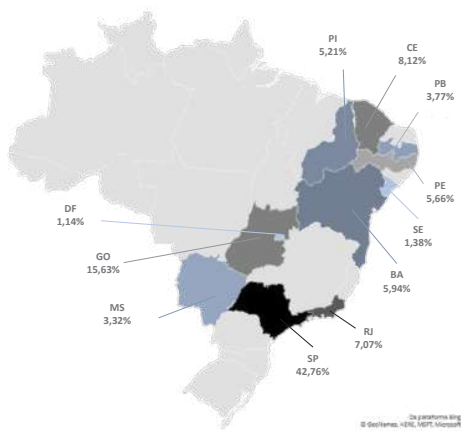 PI
5,21%
CE
8,12%
PB
3,77%
PE
5,66%
DF
1,14%
SE
1,38%
GO
15,63%
BA
5,94%
MS
3,32%
RJ
7,07%
SP
42,76%
Da plataforma Bing
© GeoNames, HERE, MSFT, Microsoft